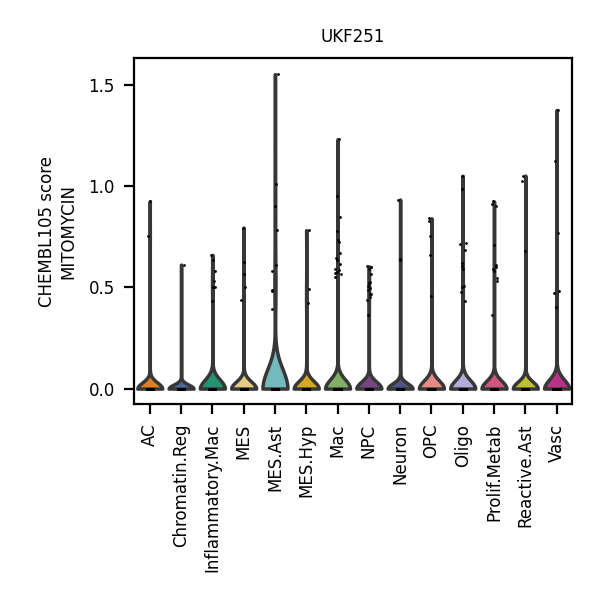 UKF251
CHEMBL105 score
MITOMYCIN
1.5
1.0
0.5
0.0
AC
Chromatin.Reg
Inflammatory.Mac
MES
MES.Ast
MES.Hyp
Mac
NPC
Neuron
OPC
Oligo
Prolif.Metab
Reactive.Ast
Vasc